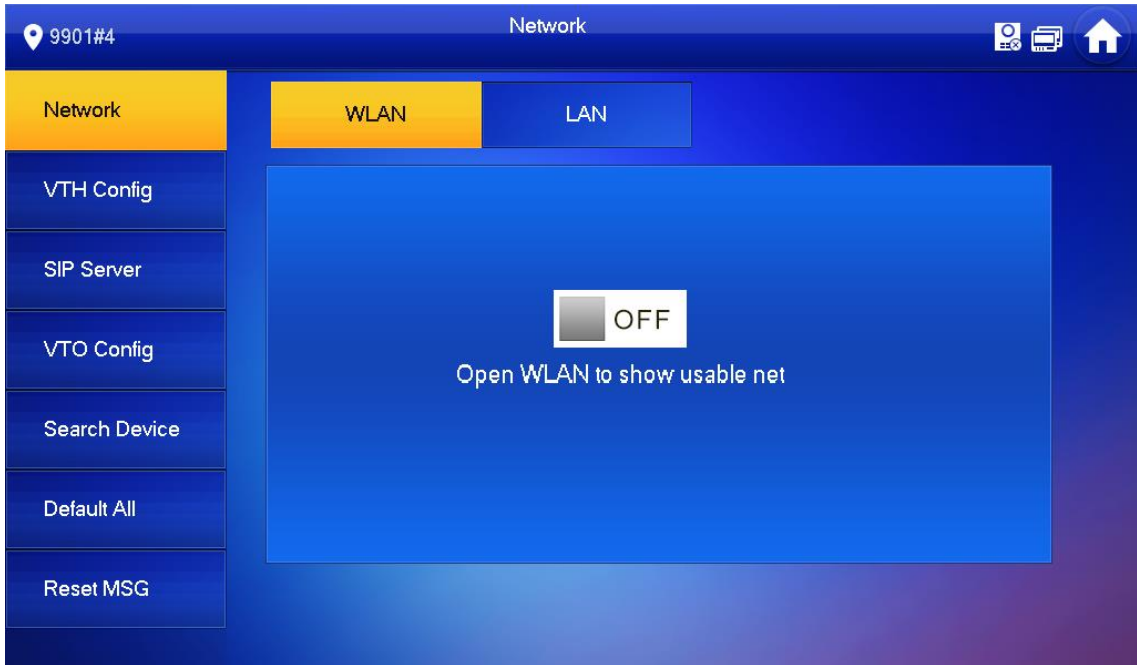 9901#4
Network
Network
WLAN
LAN
VTH Config
SIP Server
OFF
VTO Config
Open WLAN to show usable net
Search Device
Default All
Reset MSG